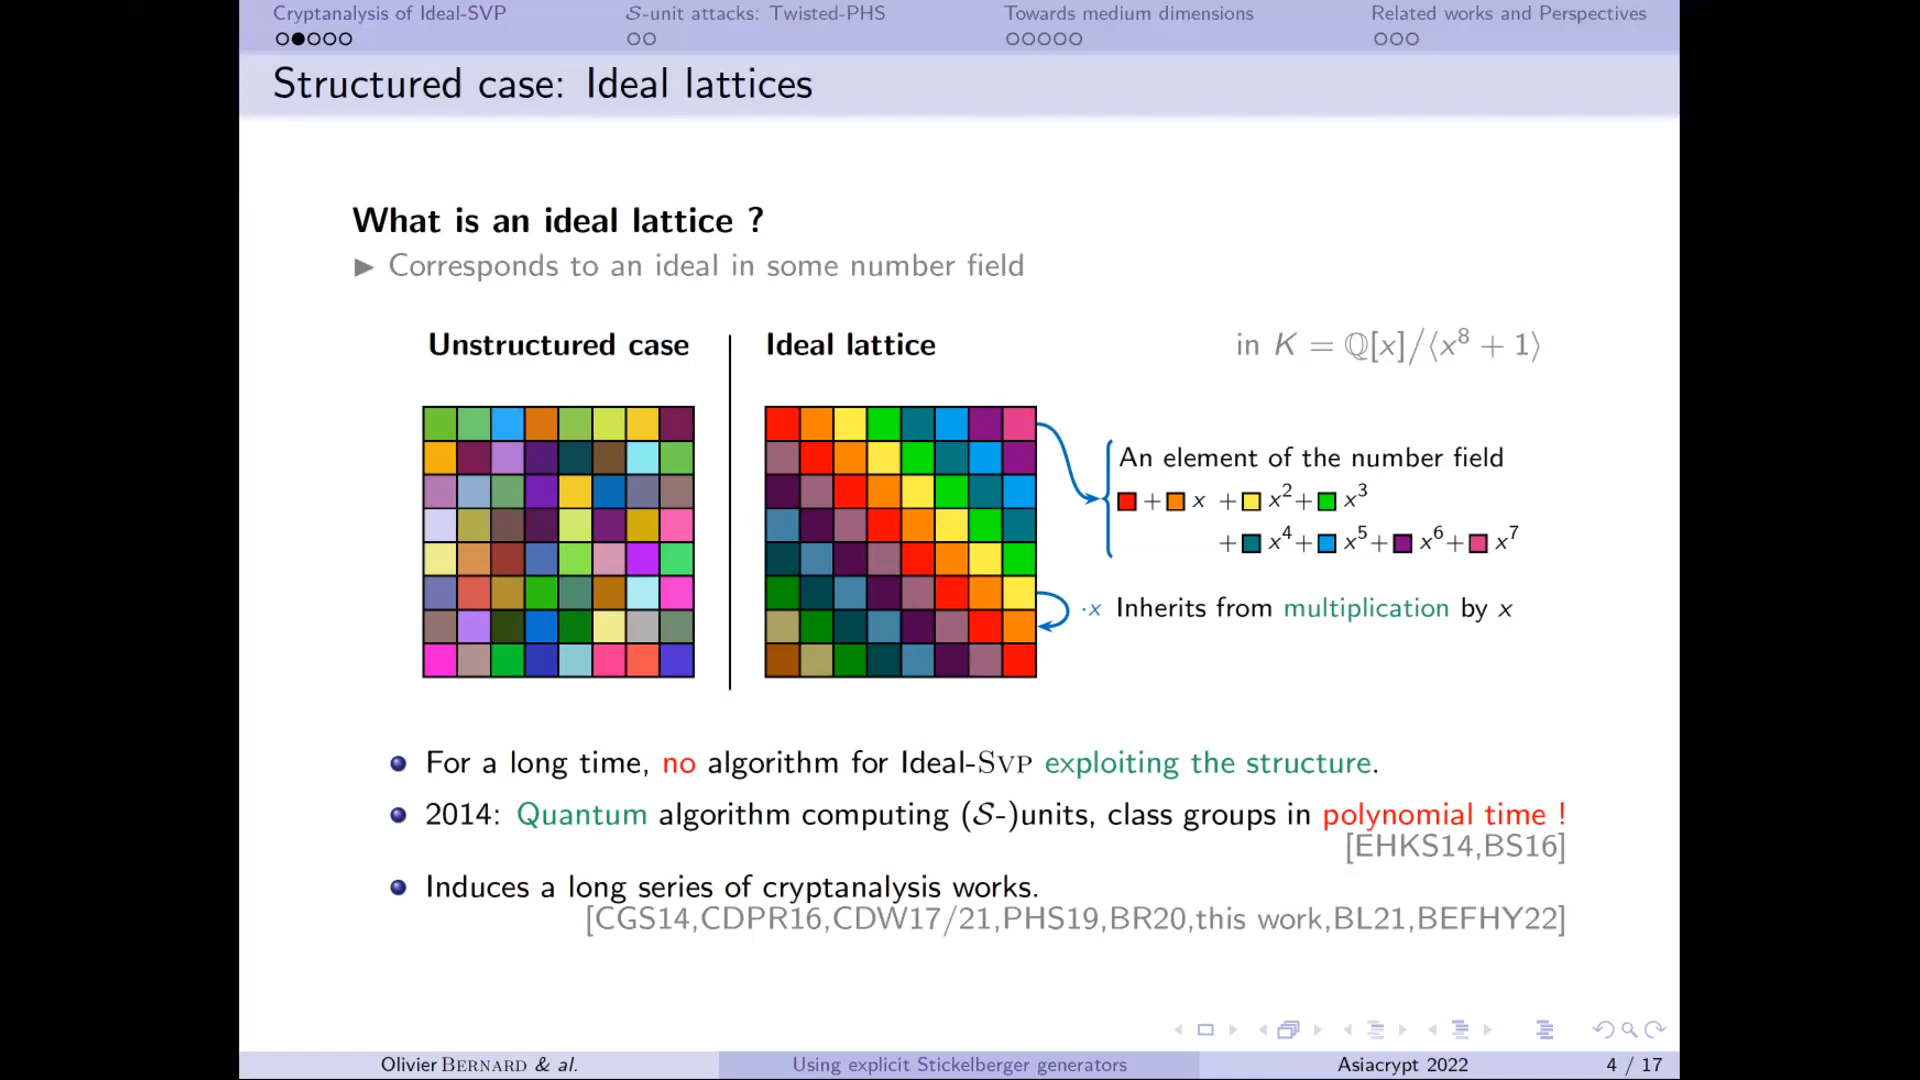 Cryptanalysis of Ideal-SVP
S-unit attacks: Twisted-PHS
Towards medium dimensions
Related works and Perspectives
Structured case: Ideal lattices
What is an ideal lattice ?
▶ Corresponds to an ideal in some number field
Unstructured case
Ideal lattice
in K = ℚ[x]/⟨x⁸ + 1⟩
An element of the number field
+ x + x² + x³
+ x⁴ + x⁵ + x⁶ + x⁷
·x Inherits from multiplication by x
For a long time, no algorithm for Ideal-SVP exploiting the structure.
2014: Quantum algorithm computing (S-)units, class groups in polynomial time !
[EHKS14,BS16]
Induces a long series of cryptanalysis works.
[CGS14,CDPR16,CDW17/21,PHS19,BR20,this work,BL21,BEFHY22]
Olivier BERNARD & al.
Using explicit Stickelberger generators
Asiacrypt 2022
4 / 17